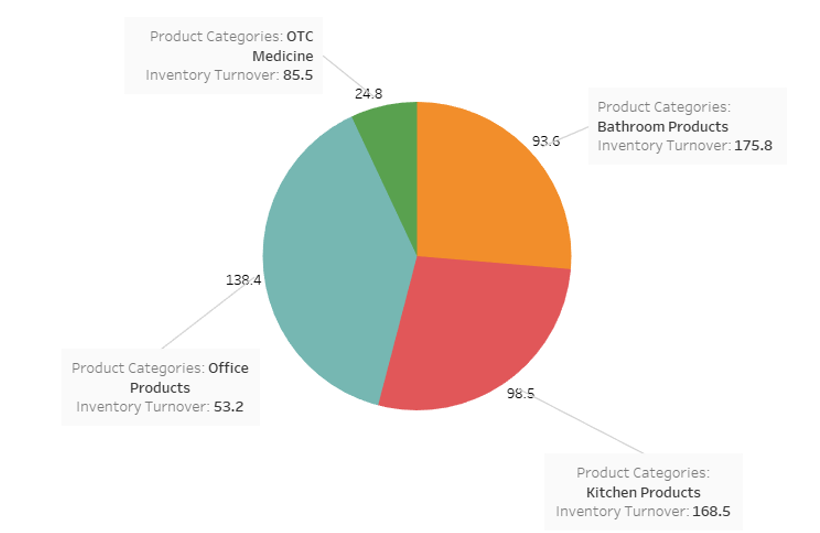 Product Categories: OTC
Medicine
Inventory Turnover: 85.5
24.8
93.6
Product Categories:
Bathroom Products
Inventory Turnover: 175.8
138.4
Product Categories: Office
Products
Inventory Turnover: 53.2
98.5
Product Categories:
Kitchen Products
Inventory Turnover: 168.5